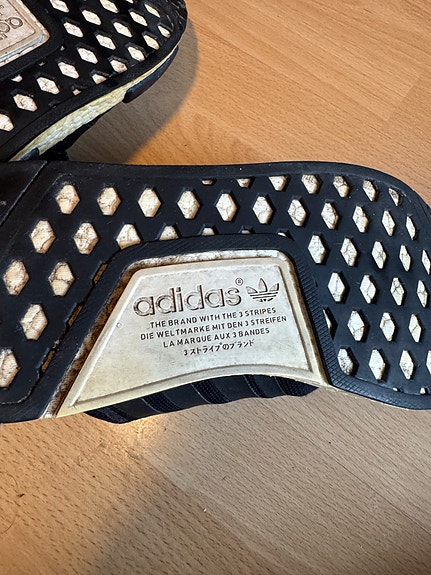 adidas®
THE BRAND WITH THE 3 STRIPES
DIE WELTMARKE MIT DEN 3 STREIFEN
LA MARQUE AUX 3 BANDES
3 ストライプのブランド